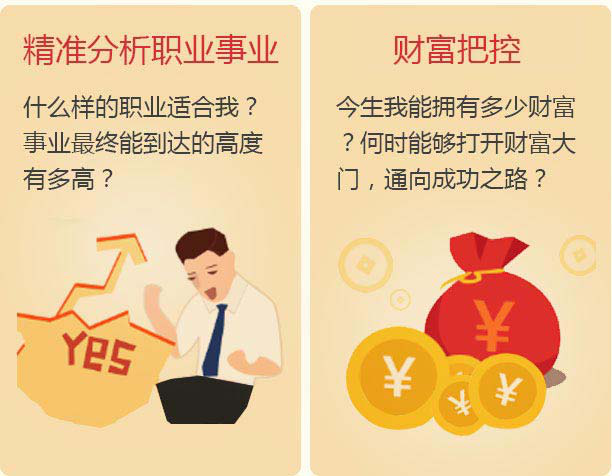 精准分析职业事业
什么样的职业适合我？
事业最终能到达的高度
有多高？
YES
财富把控
今生我能拥有多少财富
？何时能够打开财富大
门，通向成功之路？
¥
¥
¥
¥